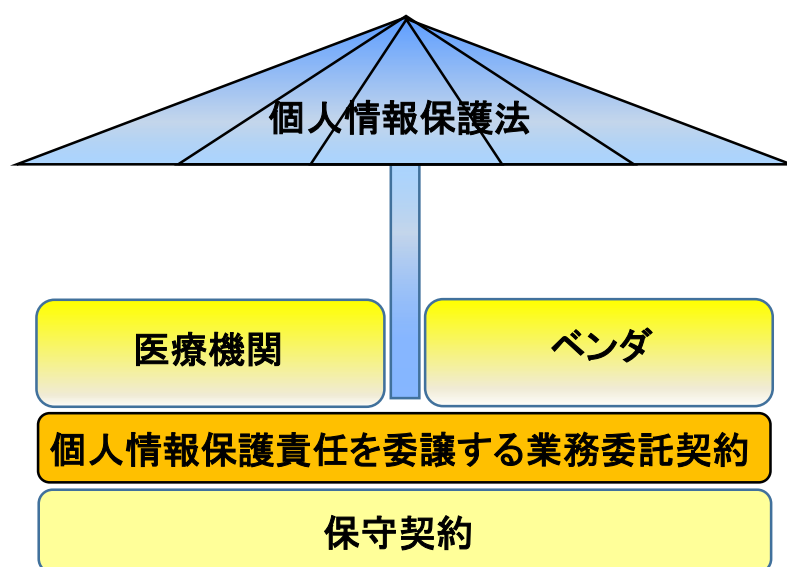 個人情報保護法
医療機関
ベンダ
個人情報保護責任を委譲する業務委託契約
保守契約